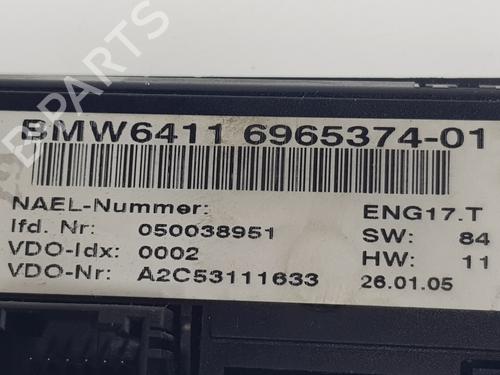 BMW6411 6965374-01
NAEL-Nummer: ENG17.T
lfd. Nr: 050038951 SW: 84
VDO-Idx: 0002 HW: 11
VDO-Nr: A2C53111633 26.01.05
B-PARTS